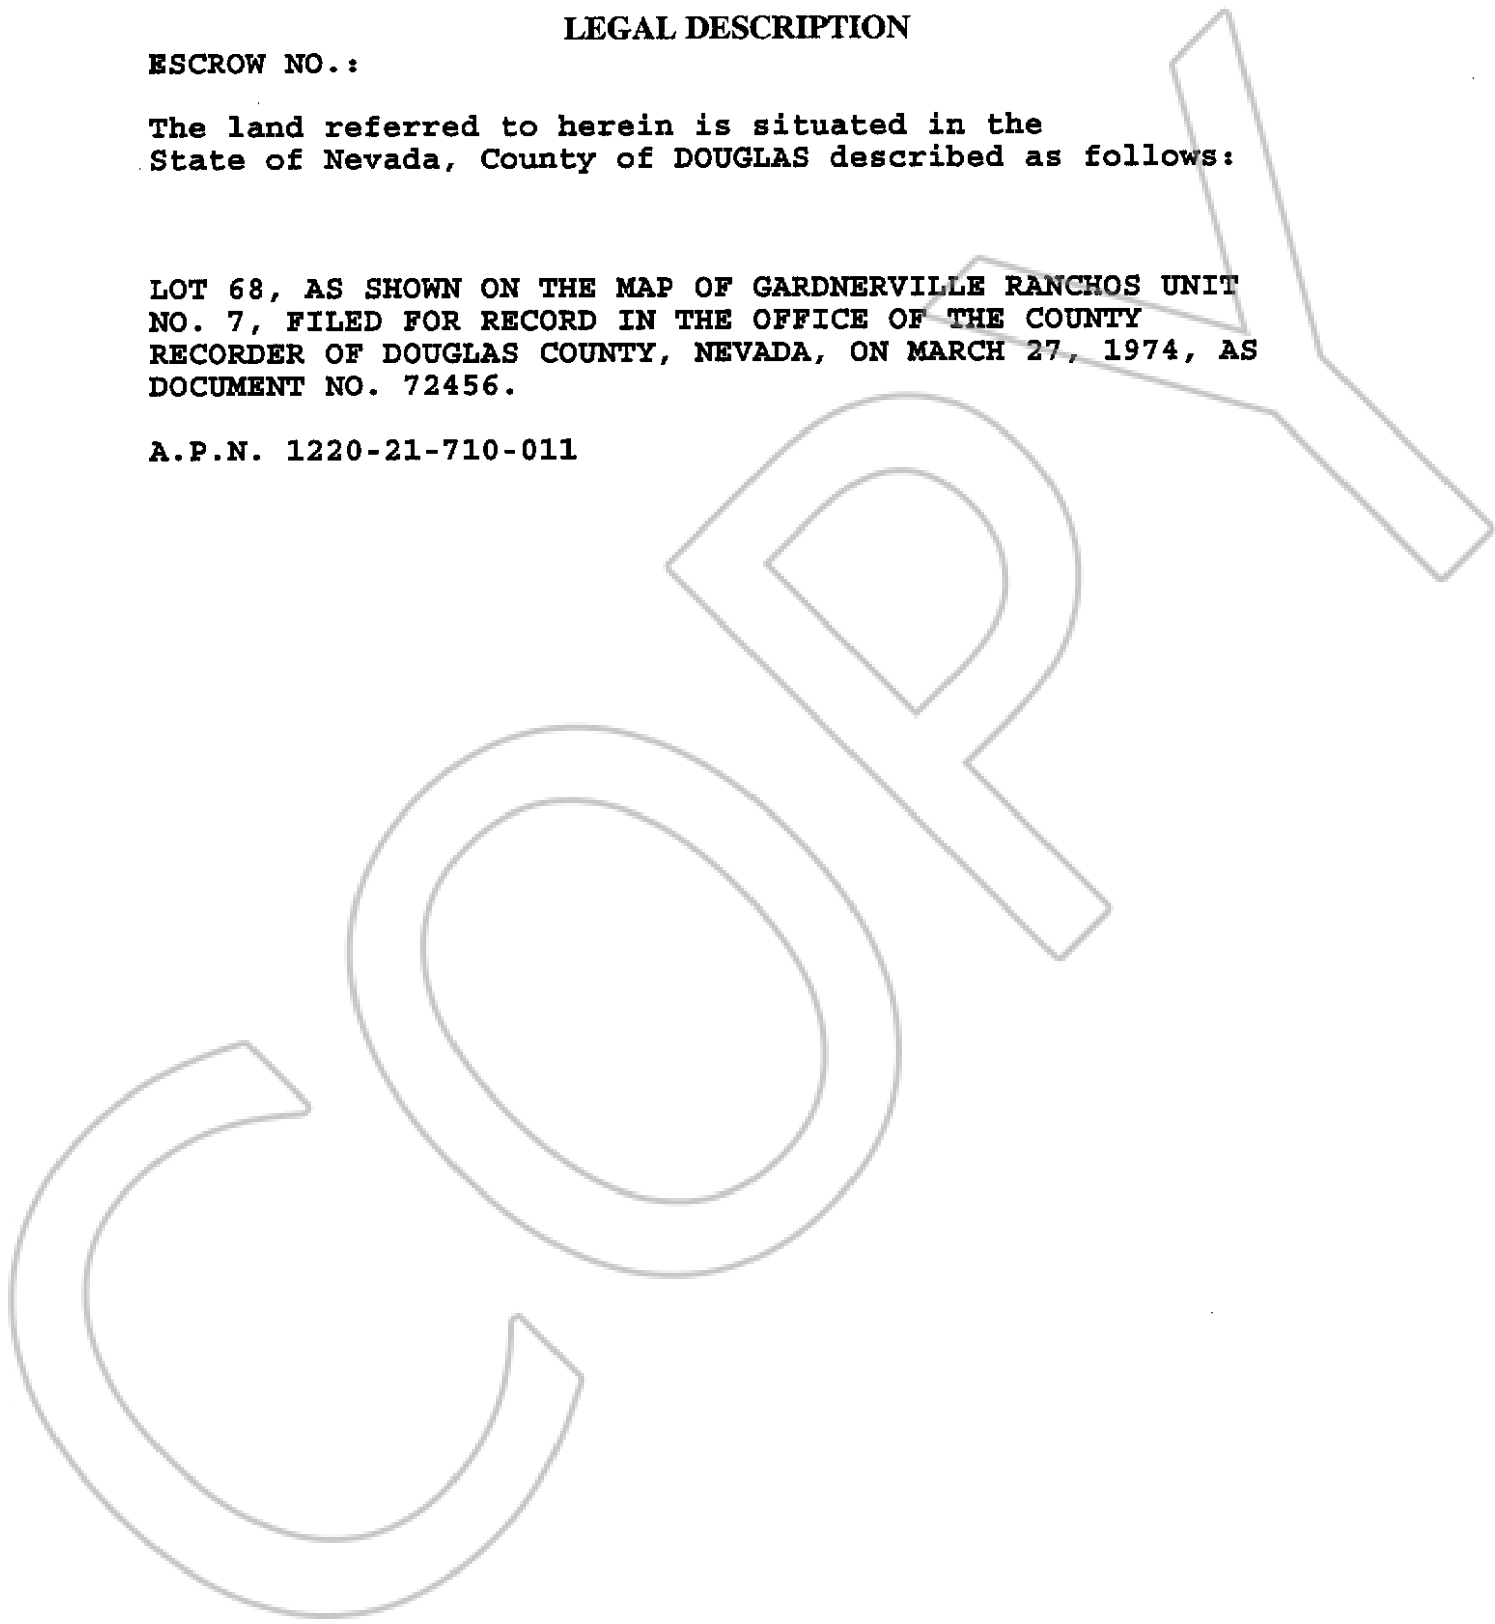 LEGAL DESCRIPTION
ESCROW NO.:
The land referred to herein is situated in the
State of Nevada, County of DOUGLAS described as follows:
LOT 68, AS SHOWN ON THE MAP OF GARDNERVILLE RANCHOS UNIT
NO. 7, FILED FOR RECORD IN THE OFFICE OF THE COUNTY
RECORDER OF DOUGLAS COUNTY, NEVADA, ON MARCH 27, 1974, AS
DOCUMENT NO. 72456.
A.P.N. 1220-21-710-011
COPY